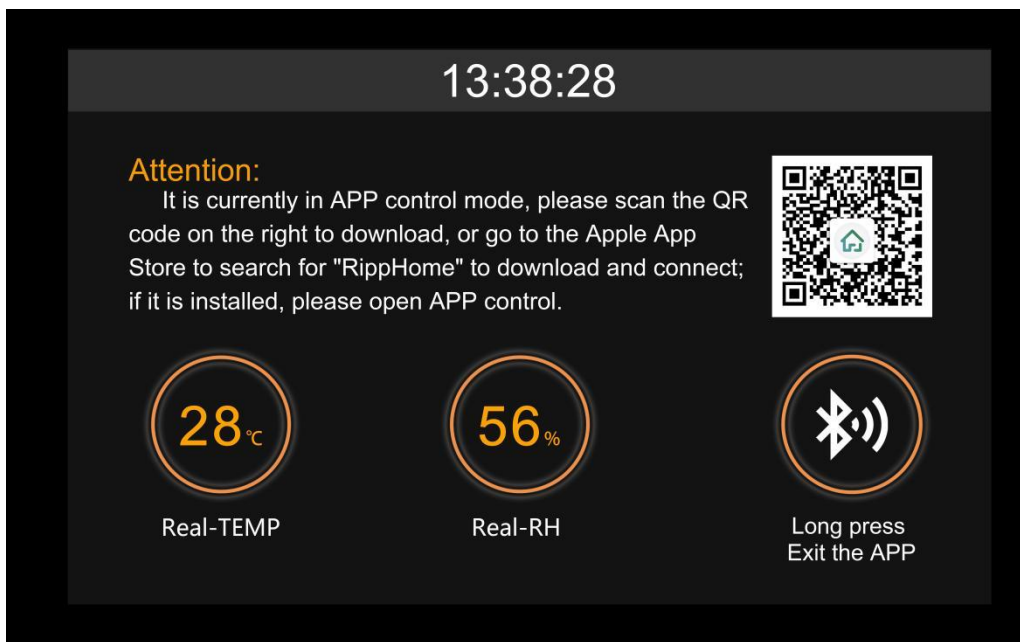 13:38:28
Attention:
It is currently in APP control mode, please scan the QR
code on the right to download, or go to the Apple App
Store to search for "RippHome" to download and connect;
if it is installed, please open APP control.
28℃
56%
Real-TEMP
Real-RH
Long press
Exit the APP